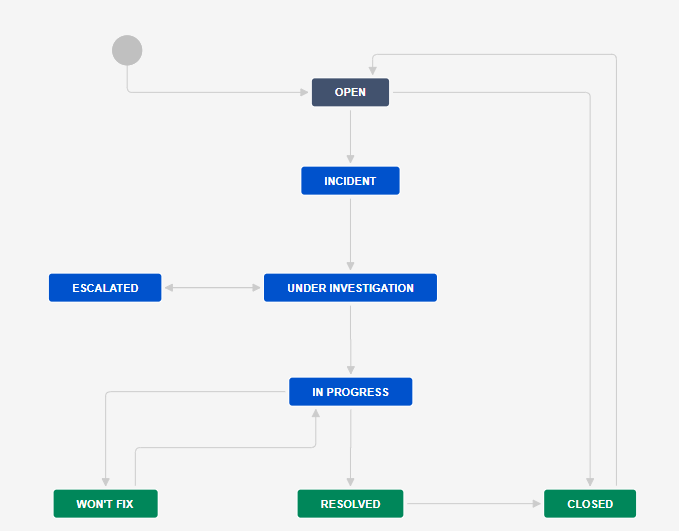 OPEN
INCIDENT
ESCALATED
UNDER INVESTIGATION
IN PROGRESS
WON'T FIX
RESOLVED
CLOSED